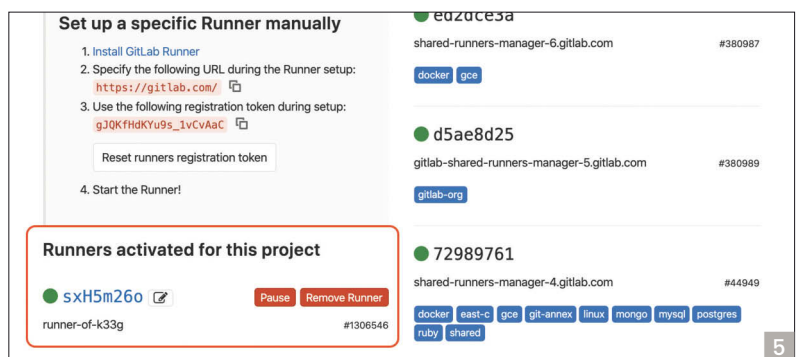 Set up a specific Runner manually
1. Install GitLab Runner
2. Specify the following URL during the Runner setup:
https://gitlab.com/
3. Use the following registration token during setup:
gJQKfHdKYu9s_1vCvAaC
Reset runners registration token
4. Start the Runner!
Runners activated for this project
sxH5m26o Pause Remove Runner
runner-of-k33g #1306546
ed2dce3a
shared-runners-manager-6.gitlab.com #380987
docker gce
d5ae8d25
gitlab-shared-runners-manager-5.gitlab.com #380989
gitlab-org
72989761
shared-runners-manager-4.gitlab.com #44949
docker east-c gce git-annex linux mongo mysql postgres
ruby shared
5